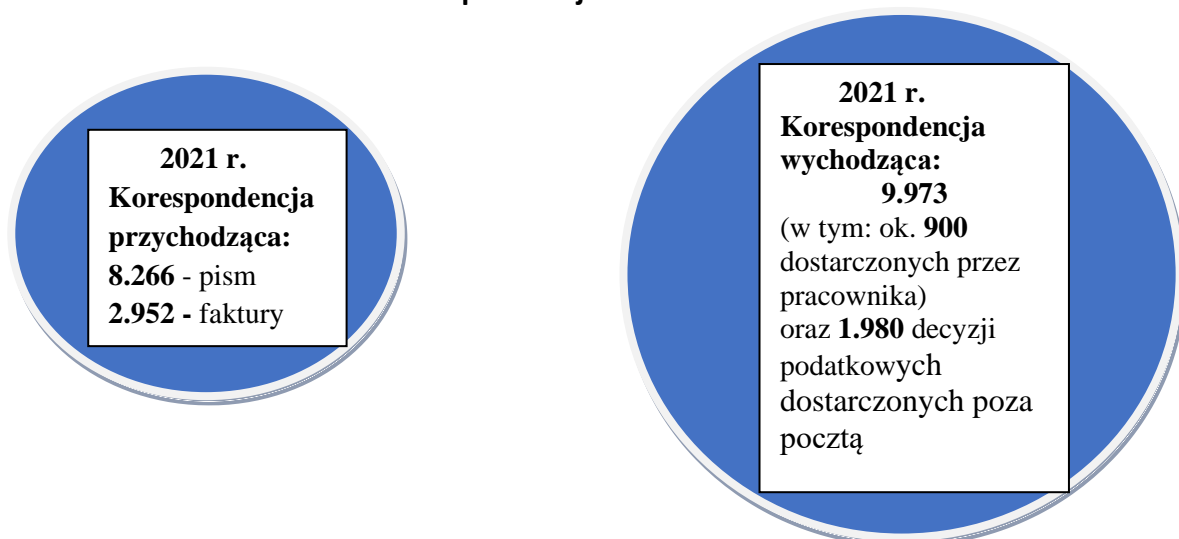 2021 r.
Korespondencja
przychodząca:
8.266 - pism
2.952 - faktury
2021 r.
Korespondencja
wychodząca:
9.973
(w tym: ok. 900
dostarczonych przez
pracownika)
oraz 1.980 decyzji
podatkowych
dostarczonych poza
pocztą